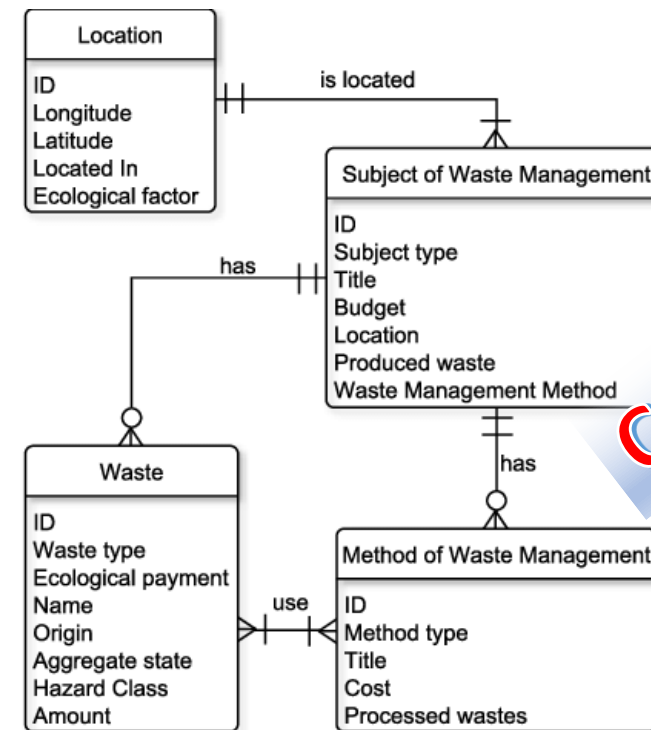 Location
ID
Longitude
Latitude
Located In
Ecological factor
is located
Subject of Waste Management
ID
Subject type
Title
Budget
Location
Produced waste
Waste Management Method
has
has
Waste
ID
Waste type
Ecological payment
Name
Origin
Aggregate state
Hazard Class
Amount
use
Method of Waste Management
ID
Method type
Title
Cost
Processed wastes